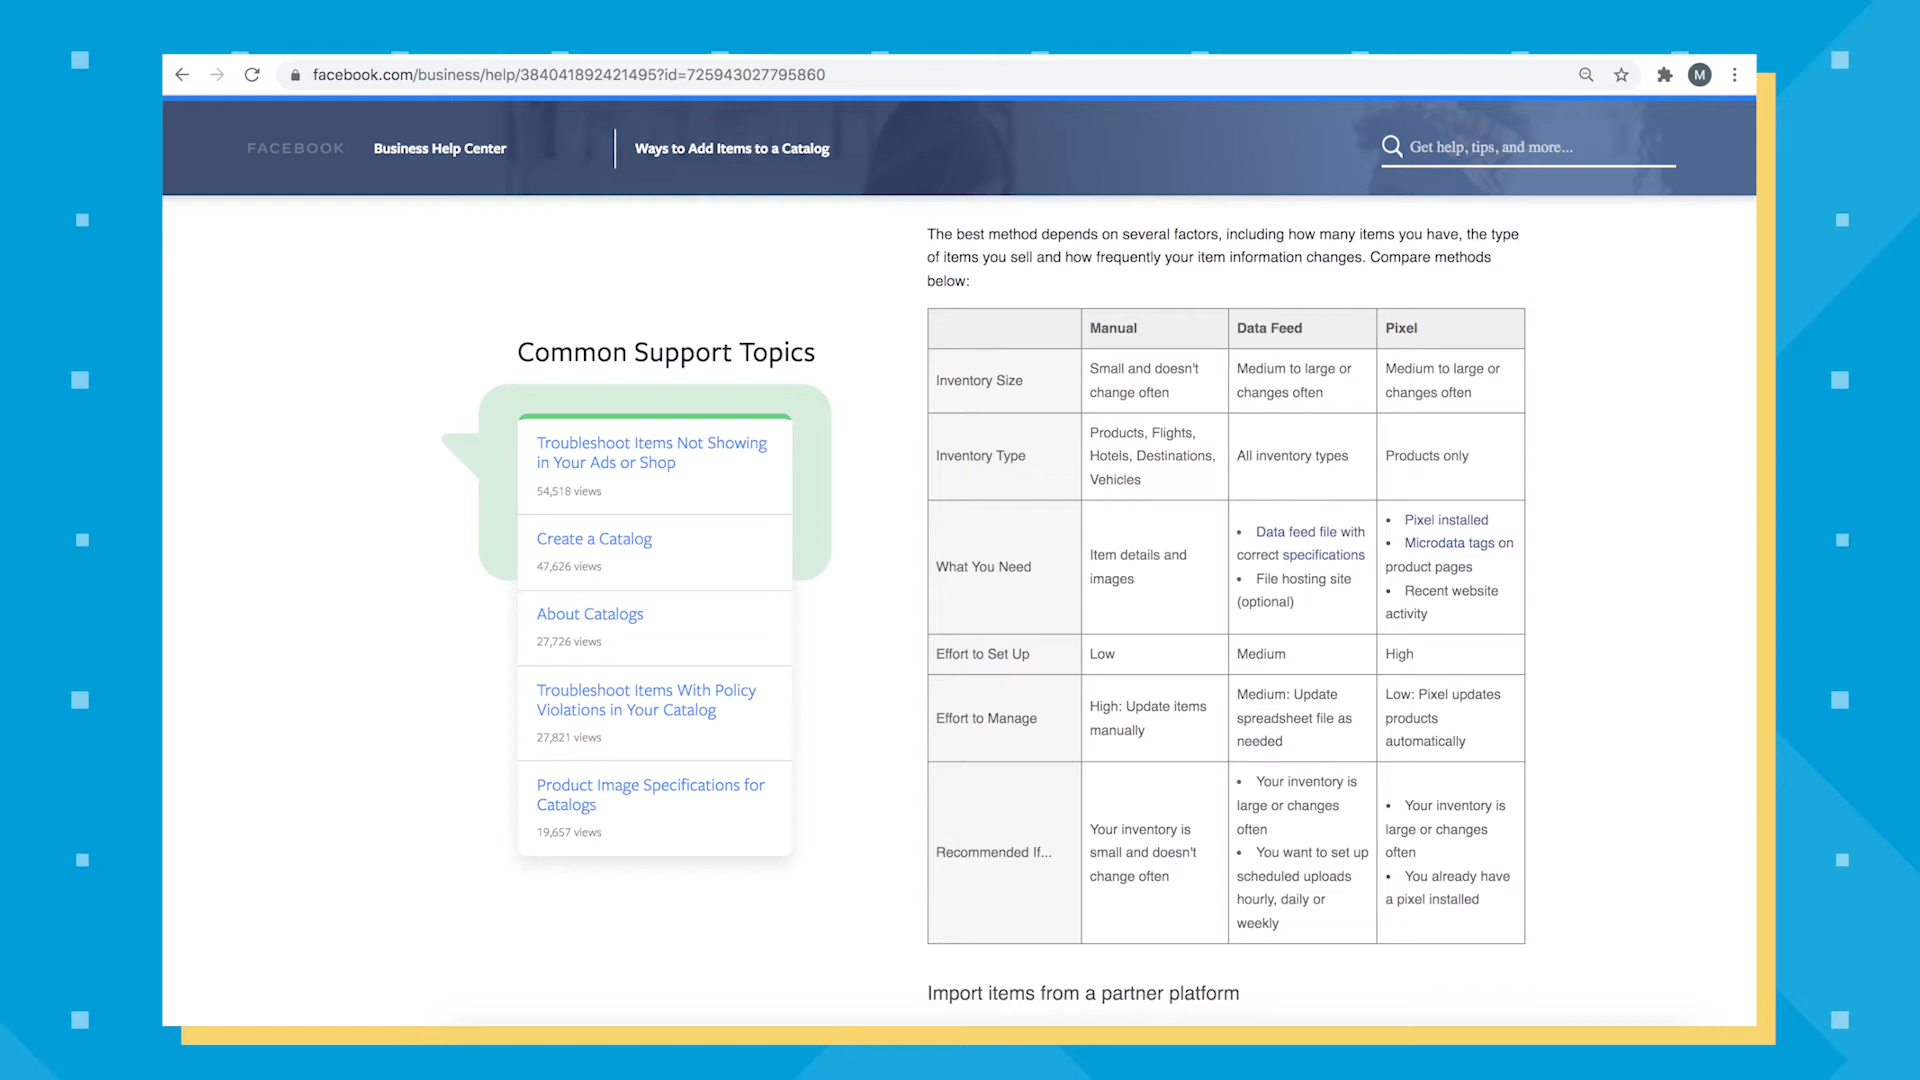 facebook.com/business/help/384041892421495?id=725943027795860
M
FACEBOOK
Business Help Center
Ways to Add Items to a Catalog
Get help, tips, and more...
Common Support Topics
Troubleshoot Items Not Showing
in Your Ads or Shop
54,518 views
Create a Catalog
47,626 views
About Catalogs
27,726 views
Troubleshoot Items With Policy
Violations in Your Catalog
27,821 views
Product Image Specifications for
Catalogs
19,657 views
The best method depends on several factors, including how many items you have, the type
of items you sell and how frequently your item information changes. Compare methods
below:
Manual
Data Feed
Pixel
Inventory Size
Small and doesn't
change often
Medium to large or
changes often
Medium to large or
changes often
Inventory Type
Products, Flights,
Hotels, Destinations,
Vehicles
All inventory types
Products only
What You Need
Item details and
images
• Data feed file with
correct specifications
• File hosting site
(optional)
• Pixel installed
• Microdata tags on
product pages
• Recent website
activity
Effort to Set Up
Low
Medium
High
Effort to Manage
High: Update items
manually
Medium: Update
spreadsheet file as
needed
Low: Pixel updates
products
automatically
Recommended If...
Your inventory is
small and doesn't
change often
• Your inventory is
large or changes
often
• You want to set up
scheduled uploads
hourly, daily or
weekly
• Your inventory is
large or changes
often
• You already have
a pixel installed
Import items from a partner platform